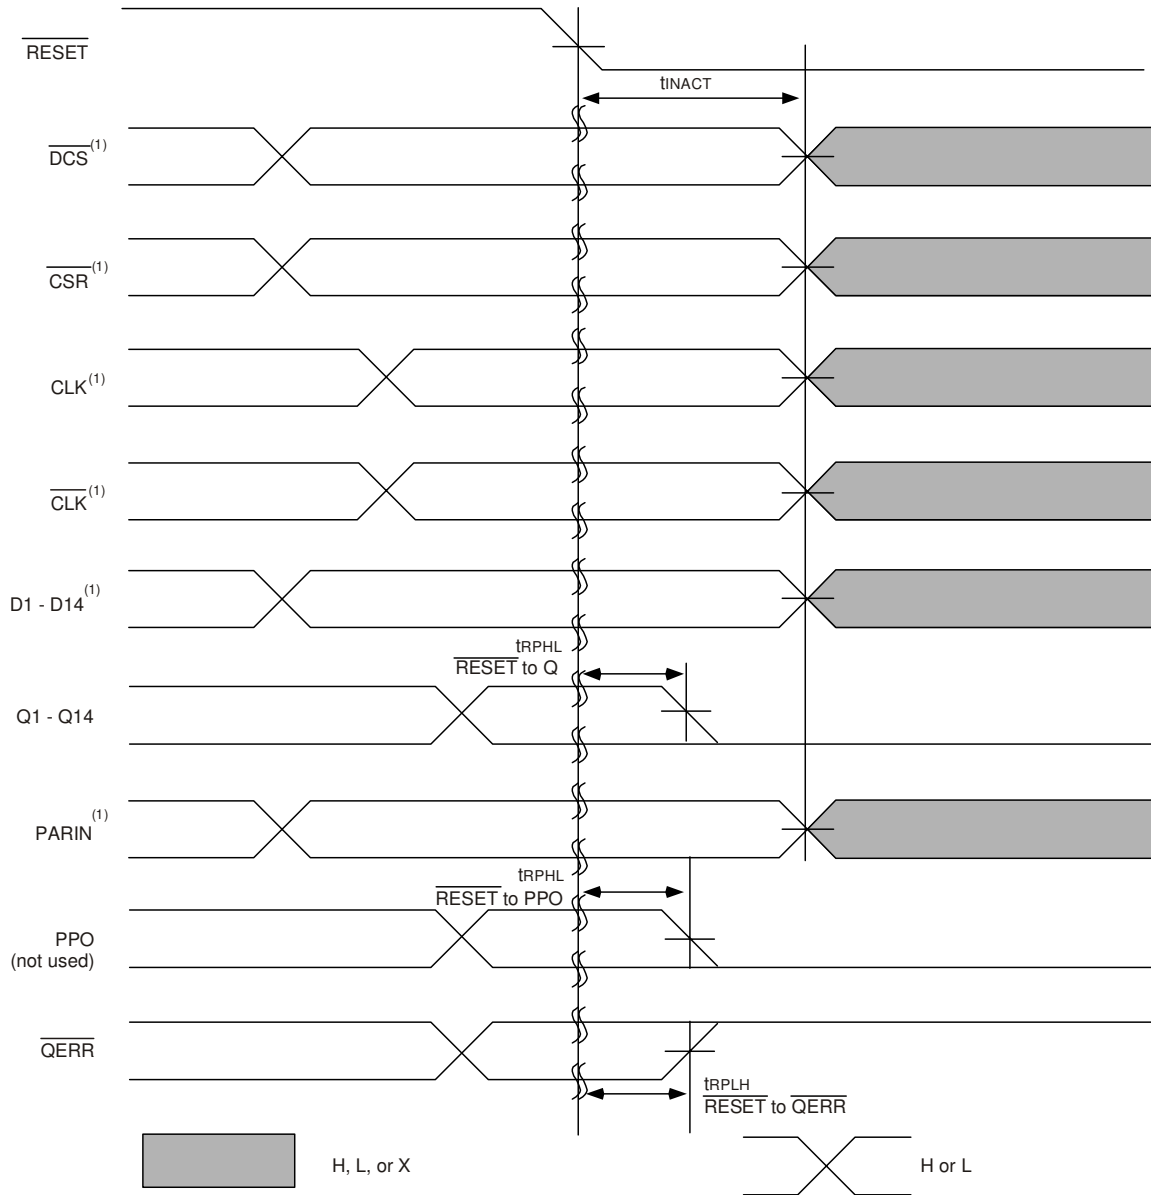 RESET
tINACT
DCS(1)
CSR(1)
CLK(1)
CLK(1)
D1 - D14(1)
tRPHL
RESET to Q
Q1 - Q14
PARIN(1)
tRPHL
RESET to PPO
PPO
(not used)
QERR
tRPLH
RESET to QERR
H, L, or X
H or L